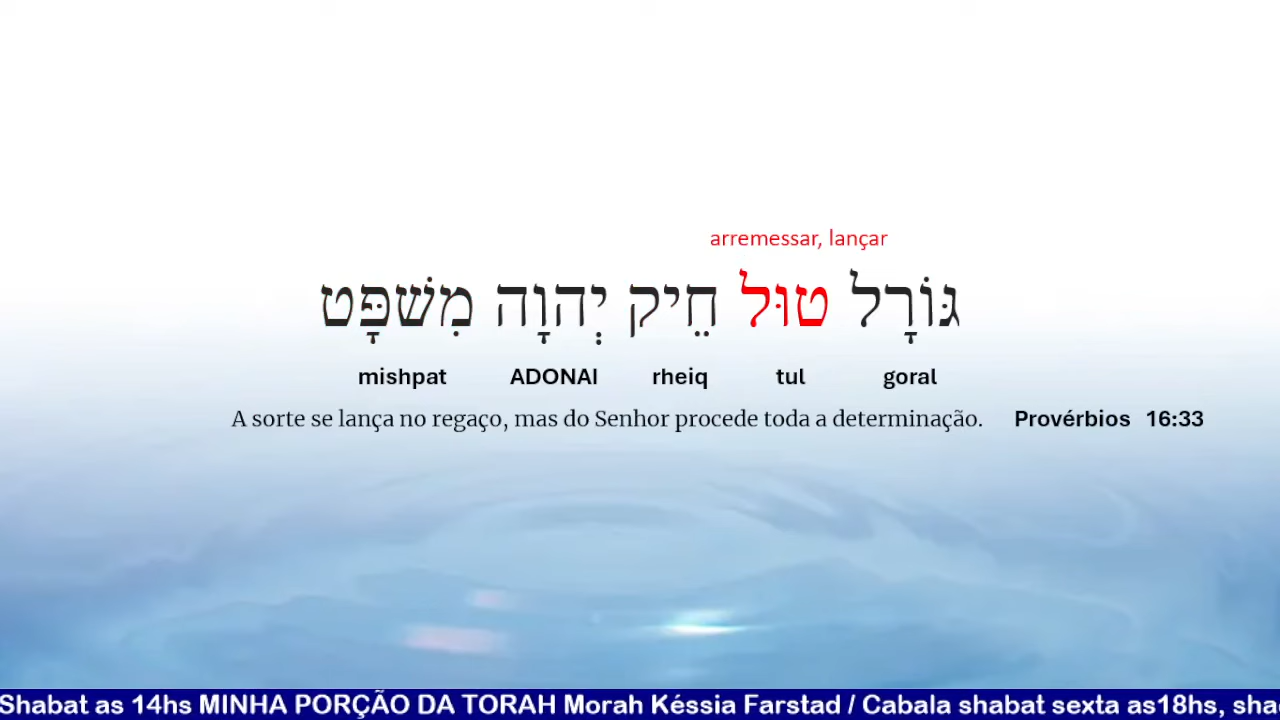 arremessar, lançar
גּוֹרָל טוּל חֵיק יְהוָה מִשׁפָּט
mishpat ADONAI rheiq tul goral
A sorte se lança no regaço, mas do Senhor procede toda a determinação. Provérbios 16:33
Shabat as 14hs MINHA PORÇÃO DA TORAH Morah Késsia Farstad / Cabala shabat sexta as18hs,